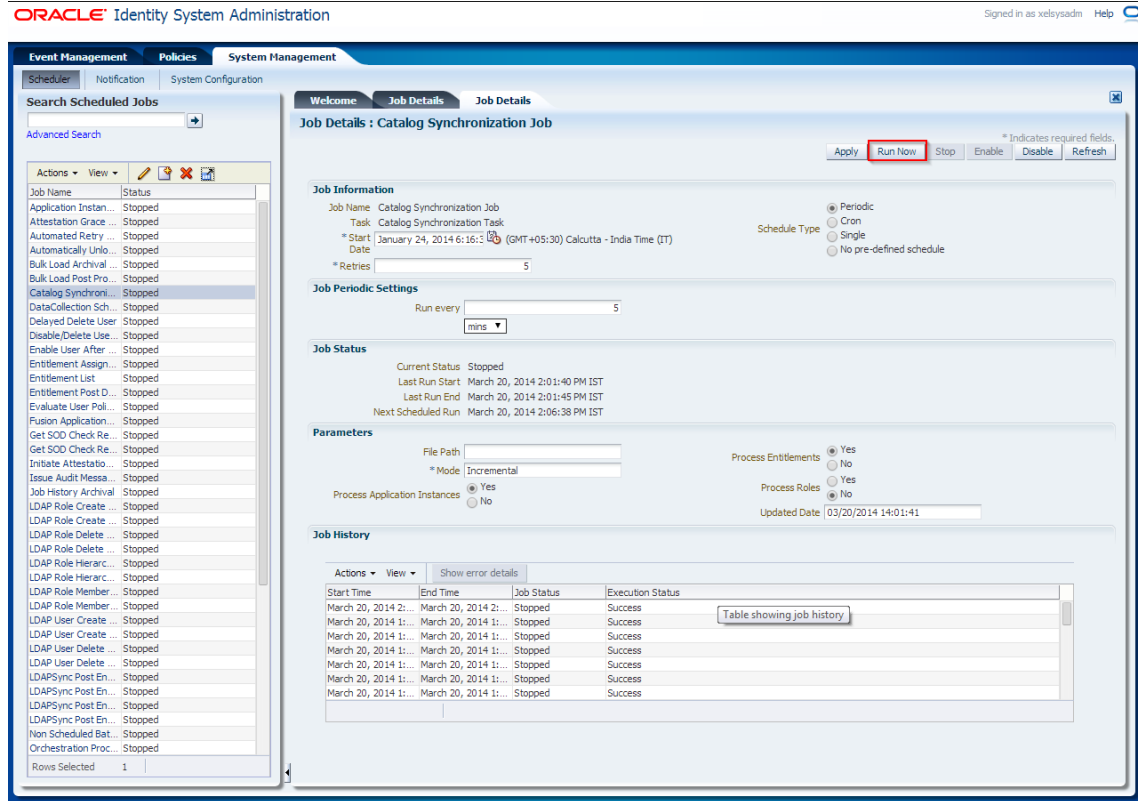 ORACLE® Identity System Administration
Signed in as xelsysadm Help
Event Management Policies System Management
Scheduler Notification System Configuration
Search Scheduled Jobs
Advanced Search
Actions View
Job Name Status
Application Instan... Stopped
Attestation Grace ... Stopped
Automated Retry ... Stopped
Automatically Unlo... Stopped
Bulk Load Archival ... Stopped
Bulk Load Post Pro... Stopped
Catalog Synchroni... Stopped
DataCollection Sch... Stopped
Delayed Delete User Stopped
Disable/Delete Use... Stopped
Enable User After ... Stopped
Entitlement Assign... Stopped
Entitlement List Stopped
Entitlement Post D... Stopped
Evaluate User Poli... Stopped
Fusion Application... Stopped
Get SOD Check Re... Stopped
Get SOD Check Re... Stopped
Initiate Attestatio... Stopped
Issue Audit Messa... Stopped
Job History Archival Stopped
LDAP Role Create ... Stopped
LDAP Role Create ... Stopped
LDAP Role Delete ... Stopped
LDAP Role Delete ... Stopped
LDAP Role Hierarc... Stopped
LDAP Role Hierarc... Stopped
LDAP Role Member... Stopped
LDAP Role Member... Stopped
LDAP User Create ... Stopped
LDAP User Create ... Stopped
LDAP User Delete ... Stopped
LDAP User Delete ... Stopped
LDAPSync Post En... Stopped
LDAPSync Post En... Stopped
LDAPSync Post En... Stopped
Non Scheduled Bat... Stopped
Orchestration Proc... Stopped
Rows Selected 1
Welcome Job Details Job Details
Job Details : Catalog Synchronization Job
* Indicates required fields.
Apply Run Now Stop Enable Disable Refresh
Job Information
Job Name Catalog Synchronization Job
Task Catalog Synchronization Task
* Start Date January 24, 2014 6:16:3 (GMT+05:30) Calcutta - India Time (IT)
* Retries 5
Schedule Type
Periodic
Cron
Single
No pre-defined schedule
Job Periodic Settings
Run every 5
mins
Job Status
Current Status Stopped
Last Run Start March 20, 2014 2:01:40 PM IST
Last Run End March 20, 2014 2:01:45 PM IST
Next Scheduled Run March 20, 2014 2:06:38 PM IST
Parameters
File Path
* Mode Incremental
Process Application Instances Yes
No
Process Entitlements Yes
No
Process Roles Yes
No
Updated Date 03/20/2014 14:01:41
Job History
Actions View Show error details
Start Time End Time Job Status Execution Status
March 20, 2014 2:... March 20, 2014 2:... Stopped Success
March 20, 2014 1:... March 20, 2014 1:... Stopped Success
March 20, 2014 1:... March 20, 2014 1:... Stopped Success
March 20, 2014 1:... March 20, 2014 1:... Stopped Success
March 20, 2014 1:... March 20, 2014 1:... Stopped Success
March 20, 2014 1:... March 20, 2014 1:... Stopped Success
March 20, 2014 1:... March 20, 2014 1:... Stopped Success
Table showing job history